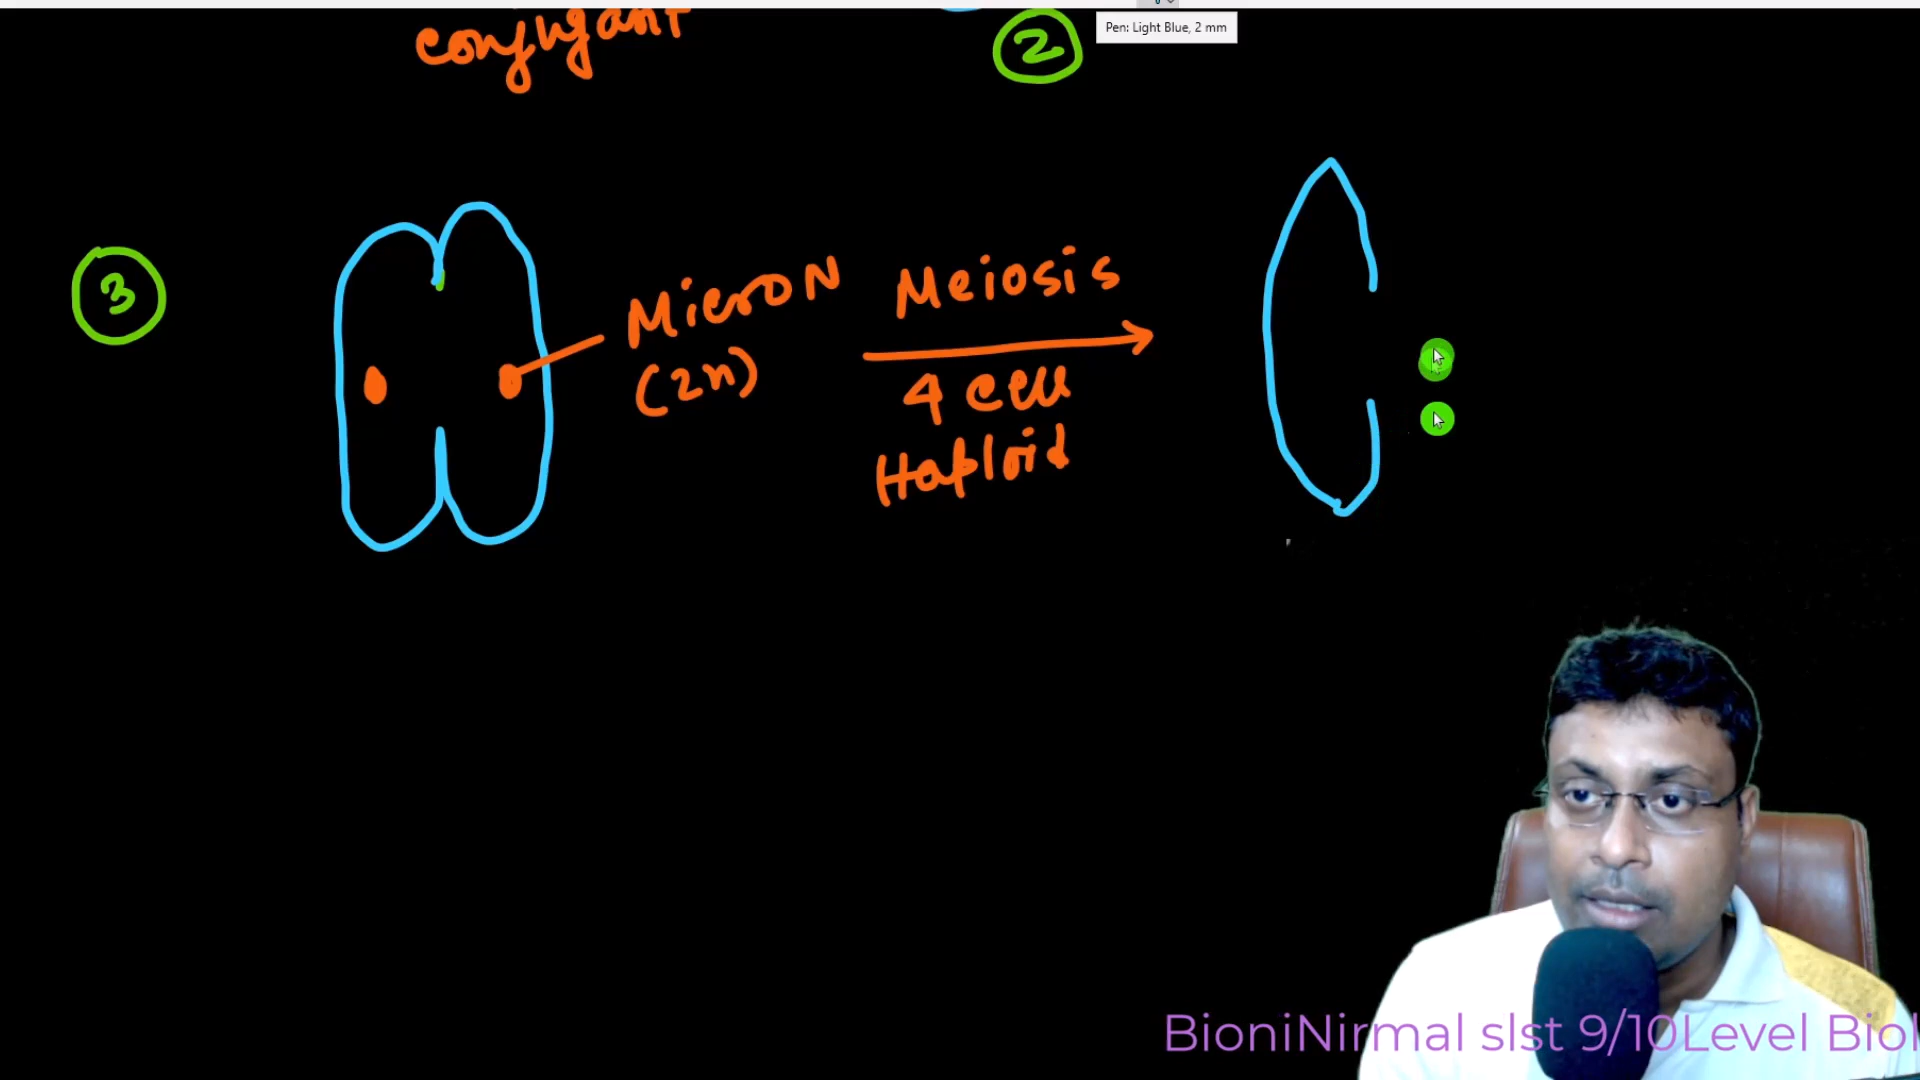 conjugant
2
Pen: Light Blue, 2 mm
3
MicroN
(2n)
Meiosis
4 cell
Haploid
BioniNirmal slst 9/10Level Biol